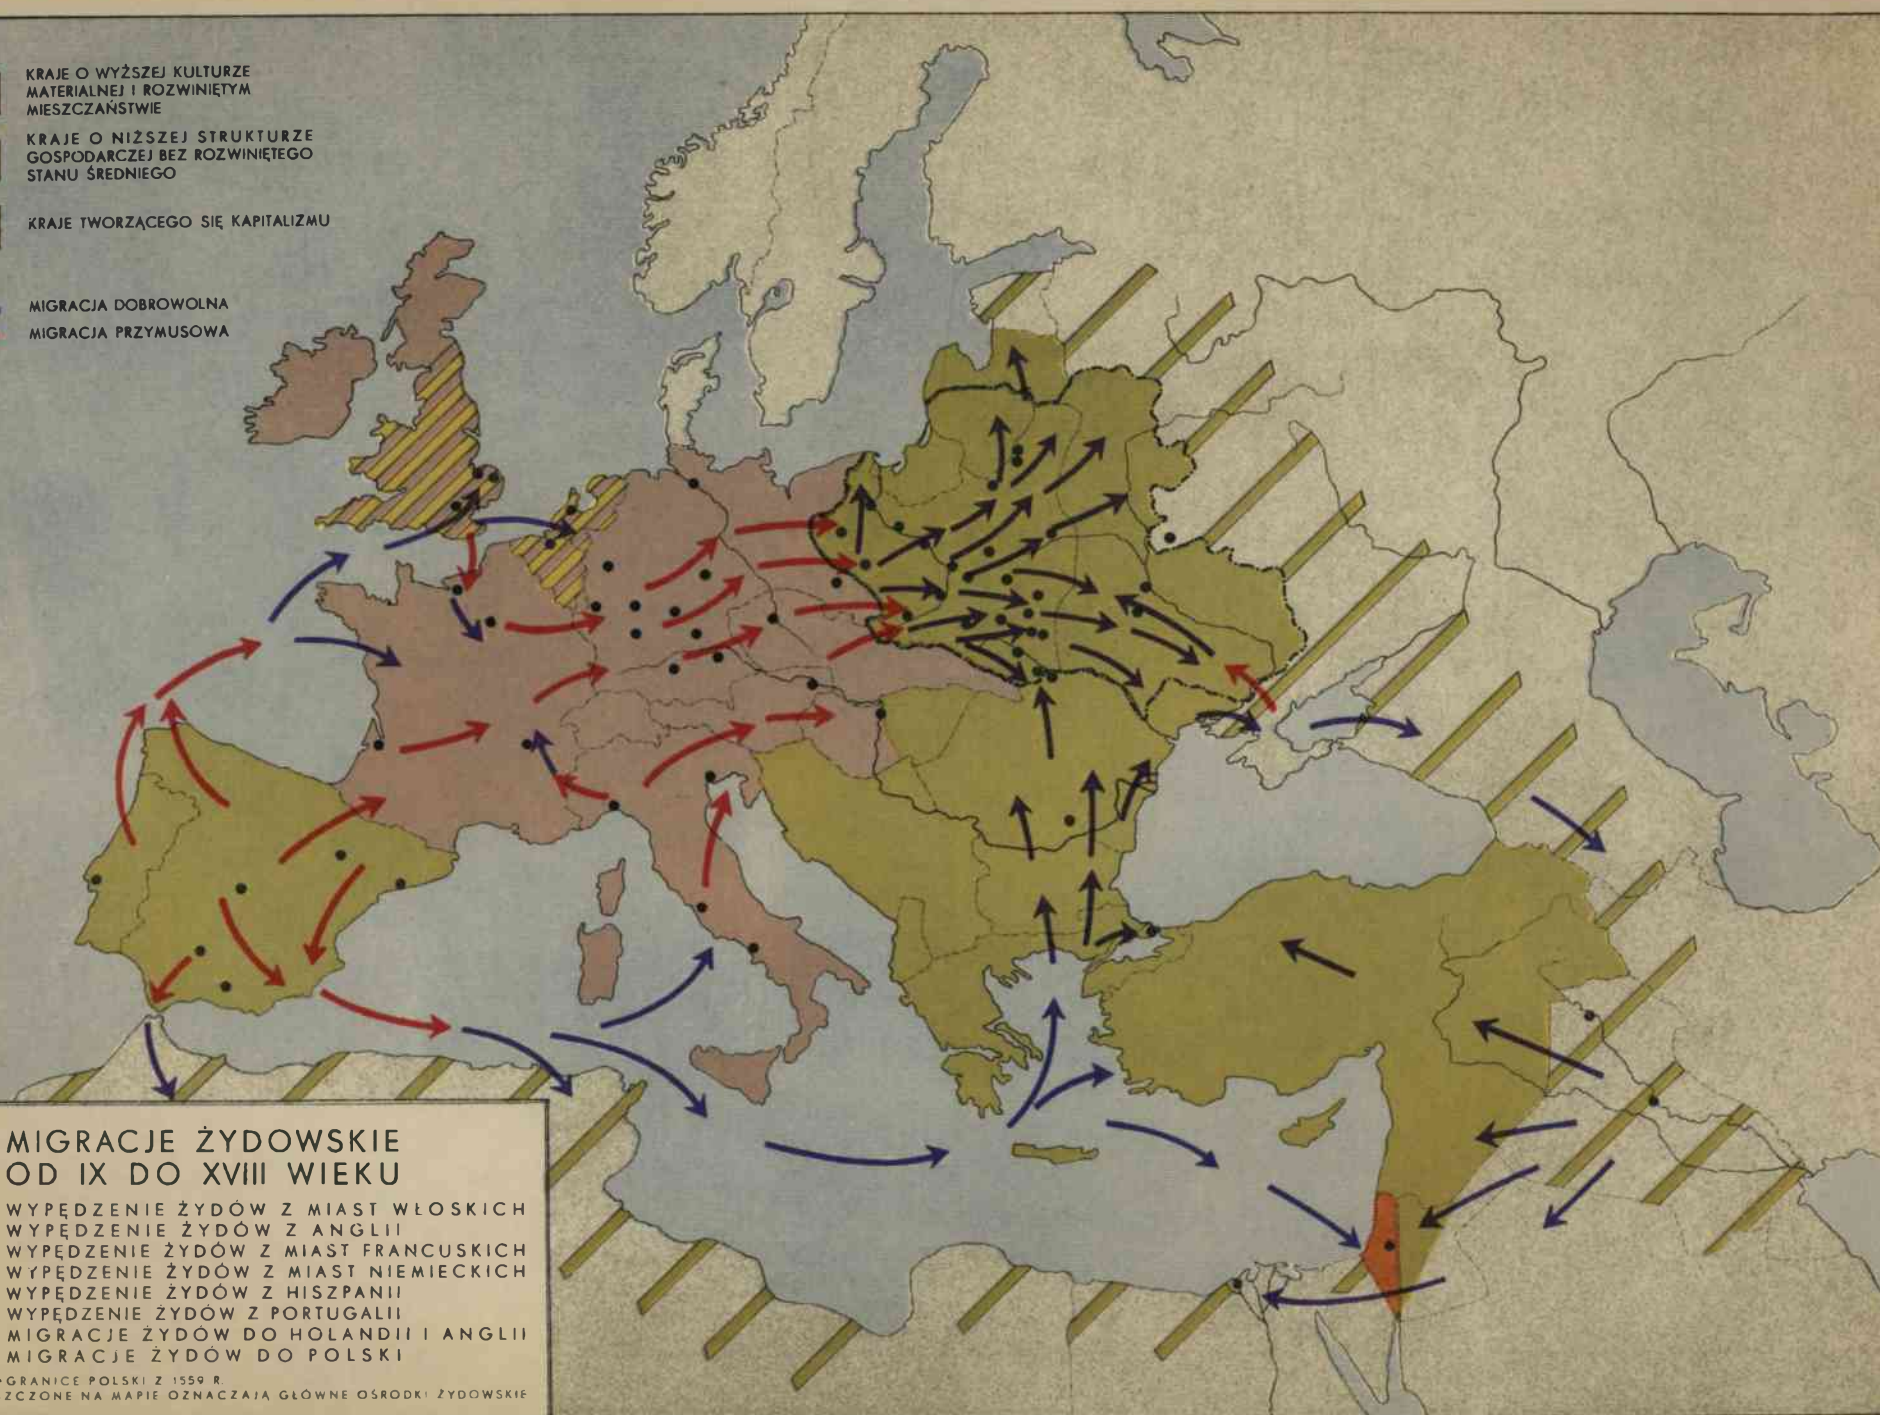 KRAJE O WYŻSZEJ KULTURZE
MATERIALNEJ I ROZWINIĘTYM
MIESZCZAŃSTWIE
KRAJE O NIŻSZEJ STRUKTURZE
GOSPODARCZEJ BEZ ROZWINIĘTEGO
STANU ŚREDNIEGO
KRAJE TWORZĄCEGO SIĘ KAPITALIZMU
MIGRACJA DOBROWOLNA
MIGRACJA PRZYMUSOWA
MIGRACJE ŻYDOWSKIE
OD IX DO XVIII WIEKU
WYPĘDZENIE ŻYDÓW Z MIAST WŁOSKICH
WYPĘDZENIE ŻYDÓW Z ANGLII
WYPĘDZENIE ŻYDÓW Z MIAST FRANCUSKICH
WYPĘDZENIE ŻYDÓW Z MIAST NIEMIECKICH
WYPĘDZENIE ŻYDÓW Z HISZPANII
WYPĘDZENIE ŻYDÓW Z PORTUGALII
MIGRACJE ŻYDÓW DO HOLANDII I ANGLII
MIGRACJE ŻYDÓW DO POLSKI
GRANICE POLSKI Z 1559 R.
ZCZONE NA MAPIE OZNACZAJĄ GŁÓWNE OŚRODKI ŻYDOWSKIE